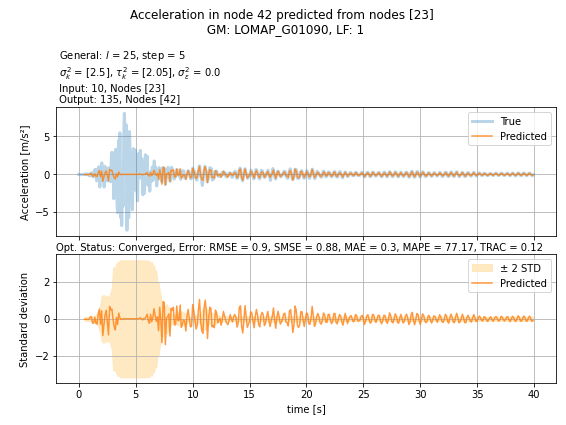 Acceleration in node 42 predicted from nodes [23]
GM: LOMAP_G01090, LF: 1
General: l = 25, step = 5
σ²ₖ = [2.5], τ²ₖ = [2.05], σ²ε = 0.0
Input: 10, Nodes [23]
Output: 135, Nodes [42]
Acceleration [m/s²]
5
0
−5
True
Predicted
Opt. Status: Converged, Error: RMSE = 0.9, SMSE = 0.88, MAE = 0.3, MAPE = 77.17, TRAC = 0.12
Standard deviation
2
0
−2
± 2 STD
Predicted
0 5 10 15 20 25 30 35 40
time [s]